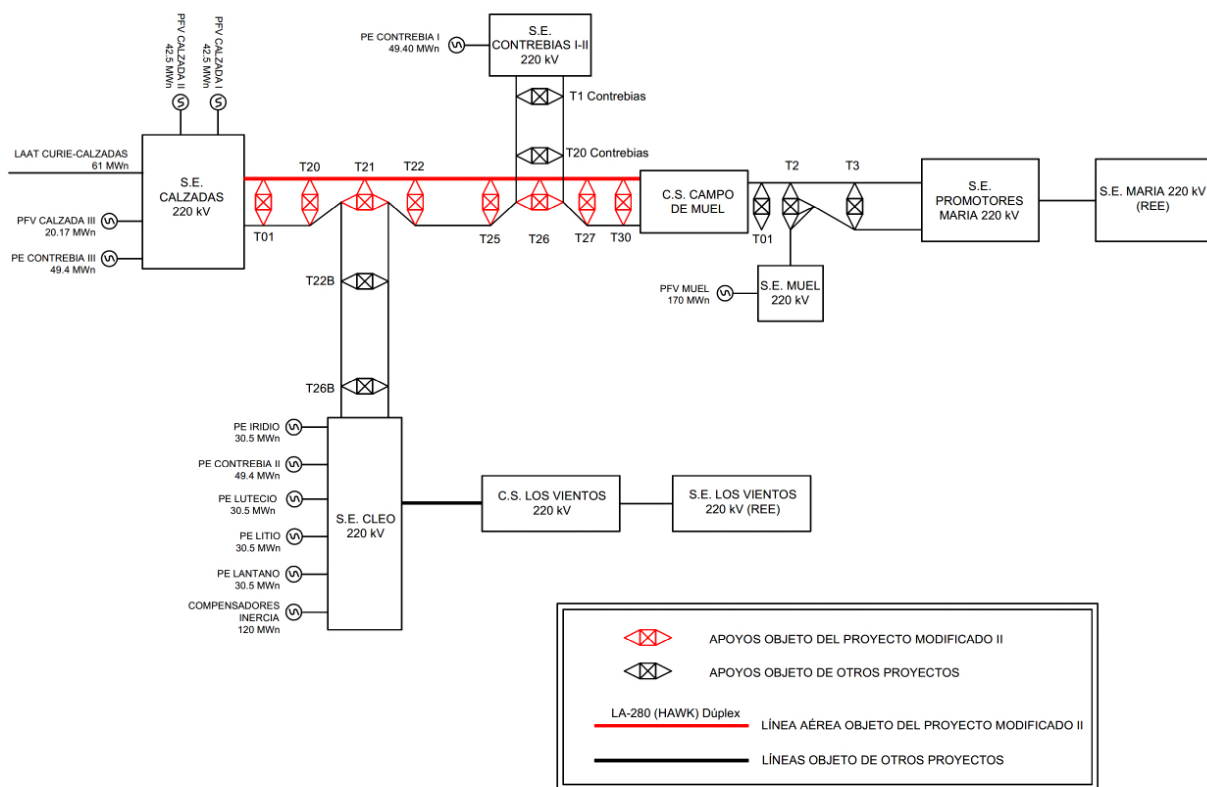 PFV CALZADA II
42.5 MWn
PFV CALZADA I
42.5 MWn
PE CONTREBIA I
49.40 MWn
S.E.
CONTREBIAS I-II
220 kV
T1 Contrebias
T20 Contrebias
LAAT CURIE-CALZADAS
61 MWn
S.E.
CALZADAS
220 kV
PFV CALZADA III
20.17 MWn
PE CONTREBIA III
49.4 MWn
T01
T20
T21
T22
T25
T26
T27
T30
C.S. CAMPO
DE MUEL
T01
T2
T3
S.E.
PROMOTORES
MARIA 220 kV
S.E. MARIA 220 kV
(REE)
PFV MUEL
170 MWn
S.E. MUEL
220 kV
T22B
T26B
PE IRIDIO
30.5 MWn
PE CONTREBIA II
49.4 MWn
PE LUTECIO
30.5 MWn
PE LITIO
30.5 MWn
PE LANTANO
30.5 MWn
COMPENSADORES
INERCIA
120 MWn
S.E. CLEO
220 kV
C.S. LOS VIENTOS
220 kV
S.E. LOS VIENTOS
220 kV (REE)
APOYOS OBJETO DEL PROYECTO MODIFICADO II
APOYOS OBJETO DE OTROS PROYECTOS
LA-280 (HAWK) Dúplex
LÍNEA AÉREA OBJETO DEL PROYECTO MODIFICADO II
LÍNEAS OBJETO DE OTROS PROYECTOS